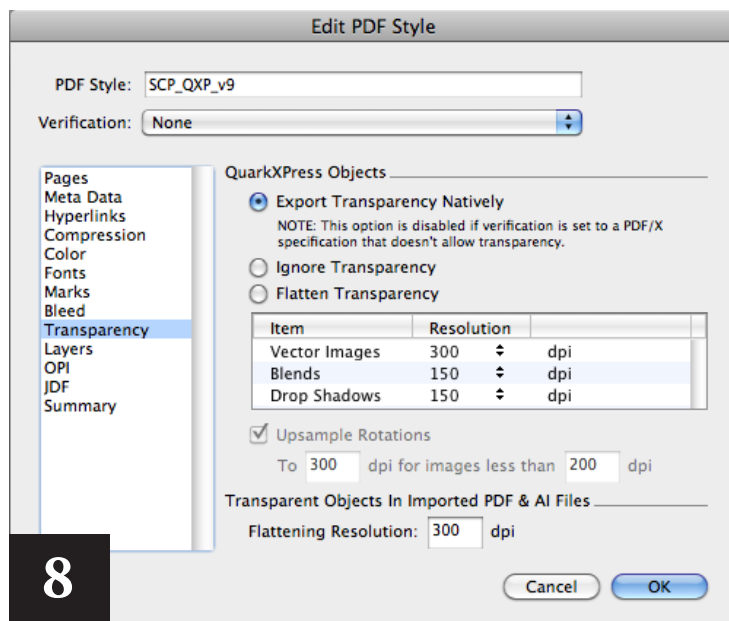 Edit PDF Style
PDF Style: SCP_QXP_v9
Verification: None
Pages
Meta Data
Hyperlinks
Compression
Color
Fonts
Marks
Bleed
Transparency
Layers
OPI
JDF
Summary
QuarkXPress Objects
Export Transparency Natively
NOTE: This option is disabled if verification is set to a PDF/X
specification that doesn't allow transparency.
Ignore Transparency
Flatten Transparency
Item Resolution
Vector Images 300 dpi
Blends 150 dpi
Drop Shadows 150 dpi
Upsample Rotations
To 300 dpi for images less than 200 dpi
Transparent Objects In Imported PDF & AI Files
Flattening Resolution: 300 dpi
8
Cancel OK